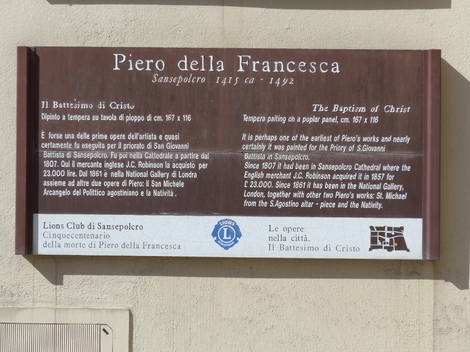 Piero della Francesca
Sansepolcro 1415 ca - 1492
Il Battesimo di Cristo
Dipinto a tempera su tavola di pioppo di cm. 167 x 116
È forse una delle prime opere dell'artista e quasi
certamente fu eseguita per il priorato di San Giovanni
Battista di Sansepolcro. Fu poi nella Cattedrale a partire dal
1807. Qui il mercante inglese J.C. Robinson la acquistò per
23.000 lire. Dal 1861 è nella National Gallery di Londra
assieme ad altre due opere di Piero: il San Michele
Arcangelo del Polittico agostiniano e la Natività.
The Baptism of Christ
Tempera paiting on a poplar panel, cm. 167 x 116
It is perhaps one of the earliest of Piero's works and nearly
certainly it was painted for the Priory of S.Giovanni
Battista in Sansepolcro.
Since 1807 it had been in Sansepolcro Cathedral where the
English merchant J.C. Robinson acquired it in 1857 for
£ 23.000. Since 1861 it has been in the National Gallery,
London, together with other two Piero's works: St. Michael
from the S.Agostino altar - piece and the Nativity.
Lions Club di Sansepolcro
Cinquecentenario
della morte di Piero della Francesca
LIONS
L
Le opere
nella città.
Il Battesimo di Cristo